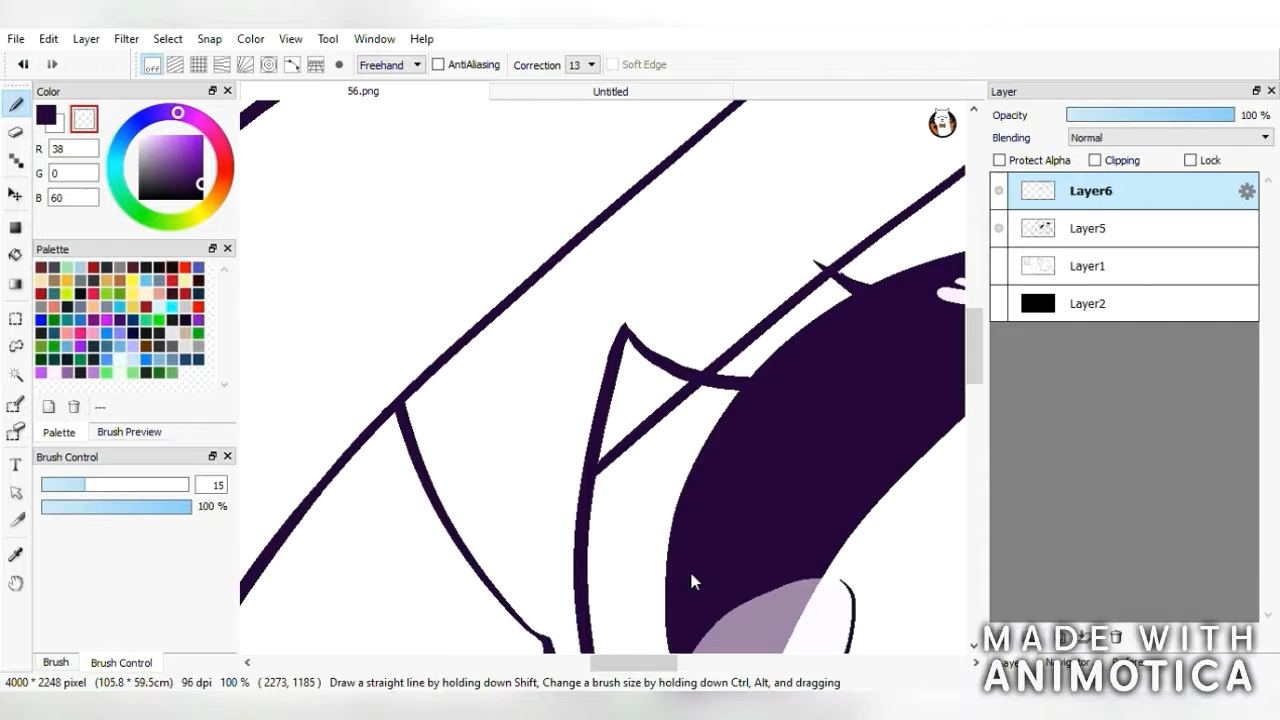 File Edit Layer Filter Select Snap Color View Tool Window Help
off Freehand AntiAliasing Correction 13 Soft Edge
Color 56.png Untitled Layer
R 38
G 0
B 60
Opacity 100 %
Blending Normal
Protect Alpha Clipping Lock
Layer6
Layer5
Layer1
Layer2
Palette
---
Palette Brush Preview
Brush Control
15
100 %
Brush Brush Control
4000 * 2248 pixel (105.8 * 59.5cm) 96 dpi 100 % ( 2273, 1185 ) Draw a straight line by holding down Shift, Change a brush size by holding down Ctrl, Alt, and dragging
MADE WITH
ANIMOTICA